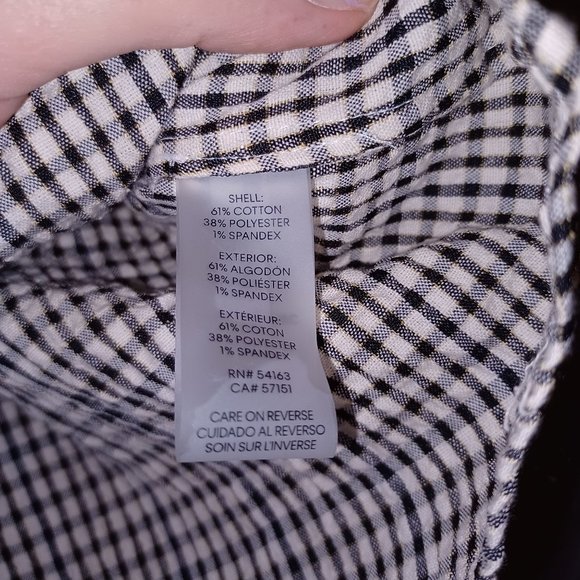 SHELL:
61% COTTON
38% POLYESTER
1% SPANDEX
EXTERIOR:
61% ALGODÓN
38% POLIÉSTER
1% SPANDEX
EXTÉRIEUR:
61% COTON
38% POLYESTER
1% SPANDEX
RN# 54163
CA# 57151
CARE ON REVERSE
CUIDADO AL REVERSO
SOIN SUR L'INVERSE